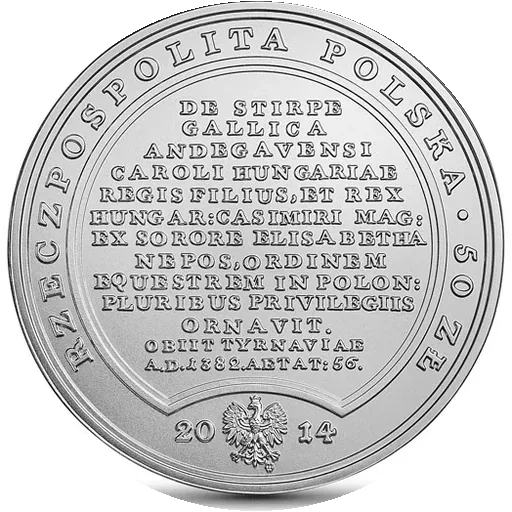 RZECZPOSPOLITA POLSKA · 50 ZŁ
DE STIRPE
GALLICA
ANDEGAVENSI
CAROLI HUNGARIAE
REGIS FILIUS, ET REX
HUNGAR: CASIMIRI MAG:
EX SORORE ELISABETHA
NEPOS, ORDINEM
EQUESTREM IN POLON:
PLURIBUS PRIVILEGIIS
ORNAVIT.
OBIIT TYRNAVIAE
A.D. 1382. AETAT: 56.
20 14